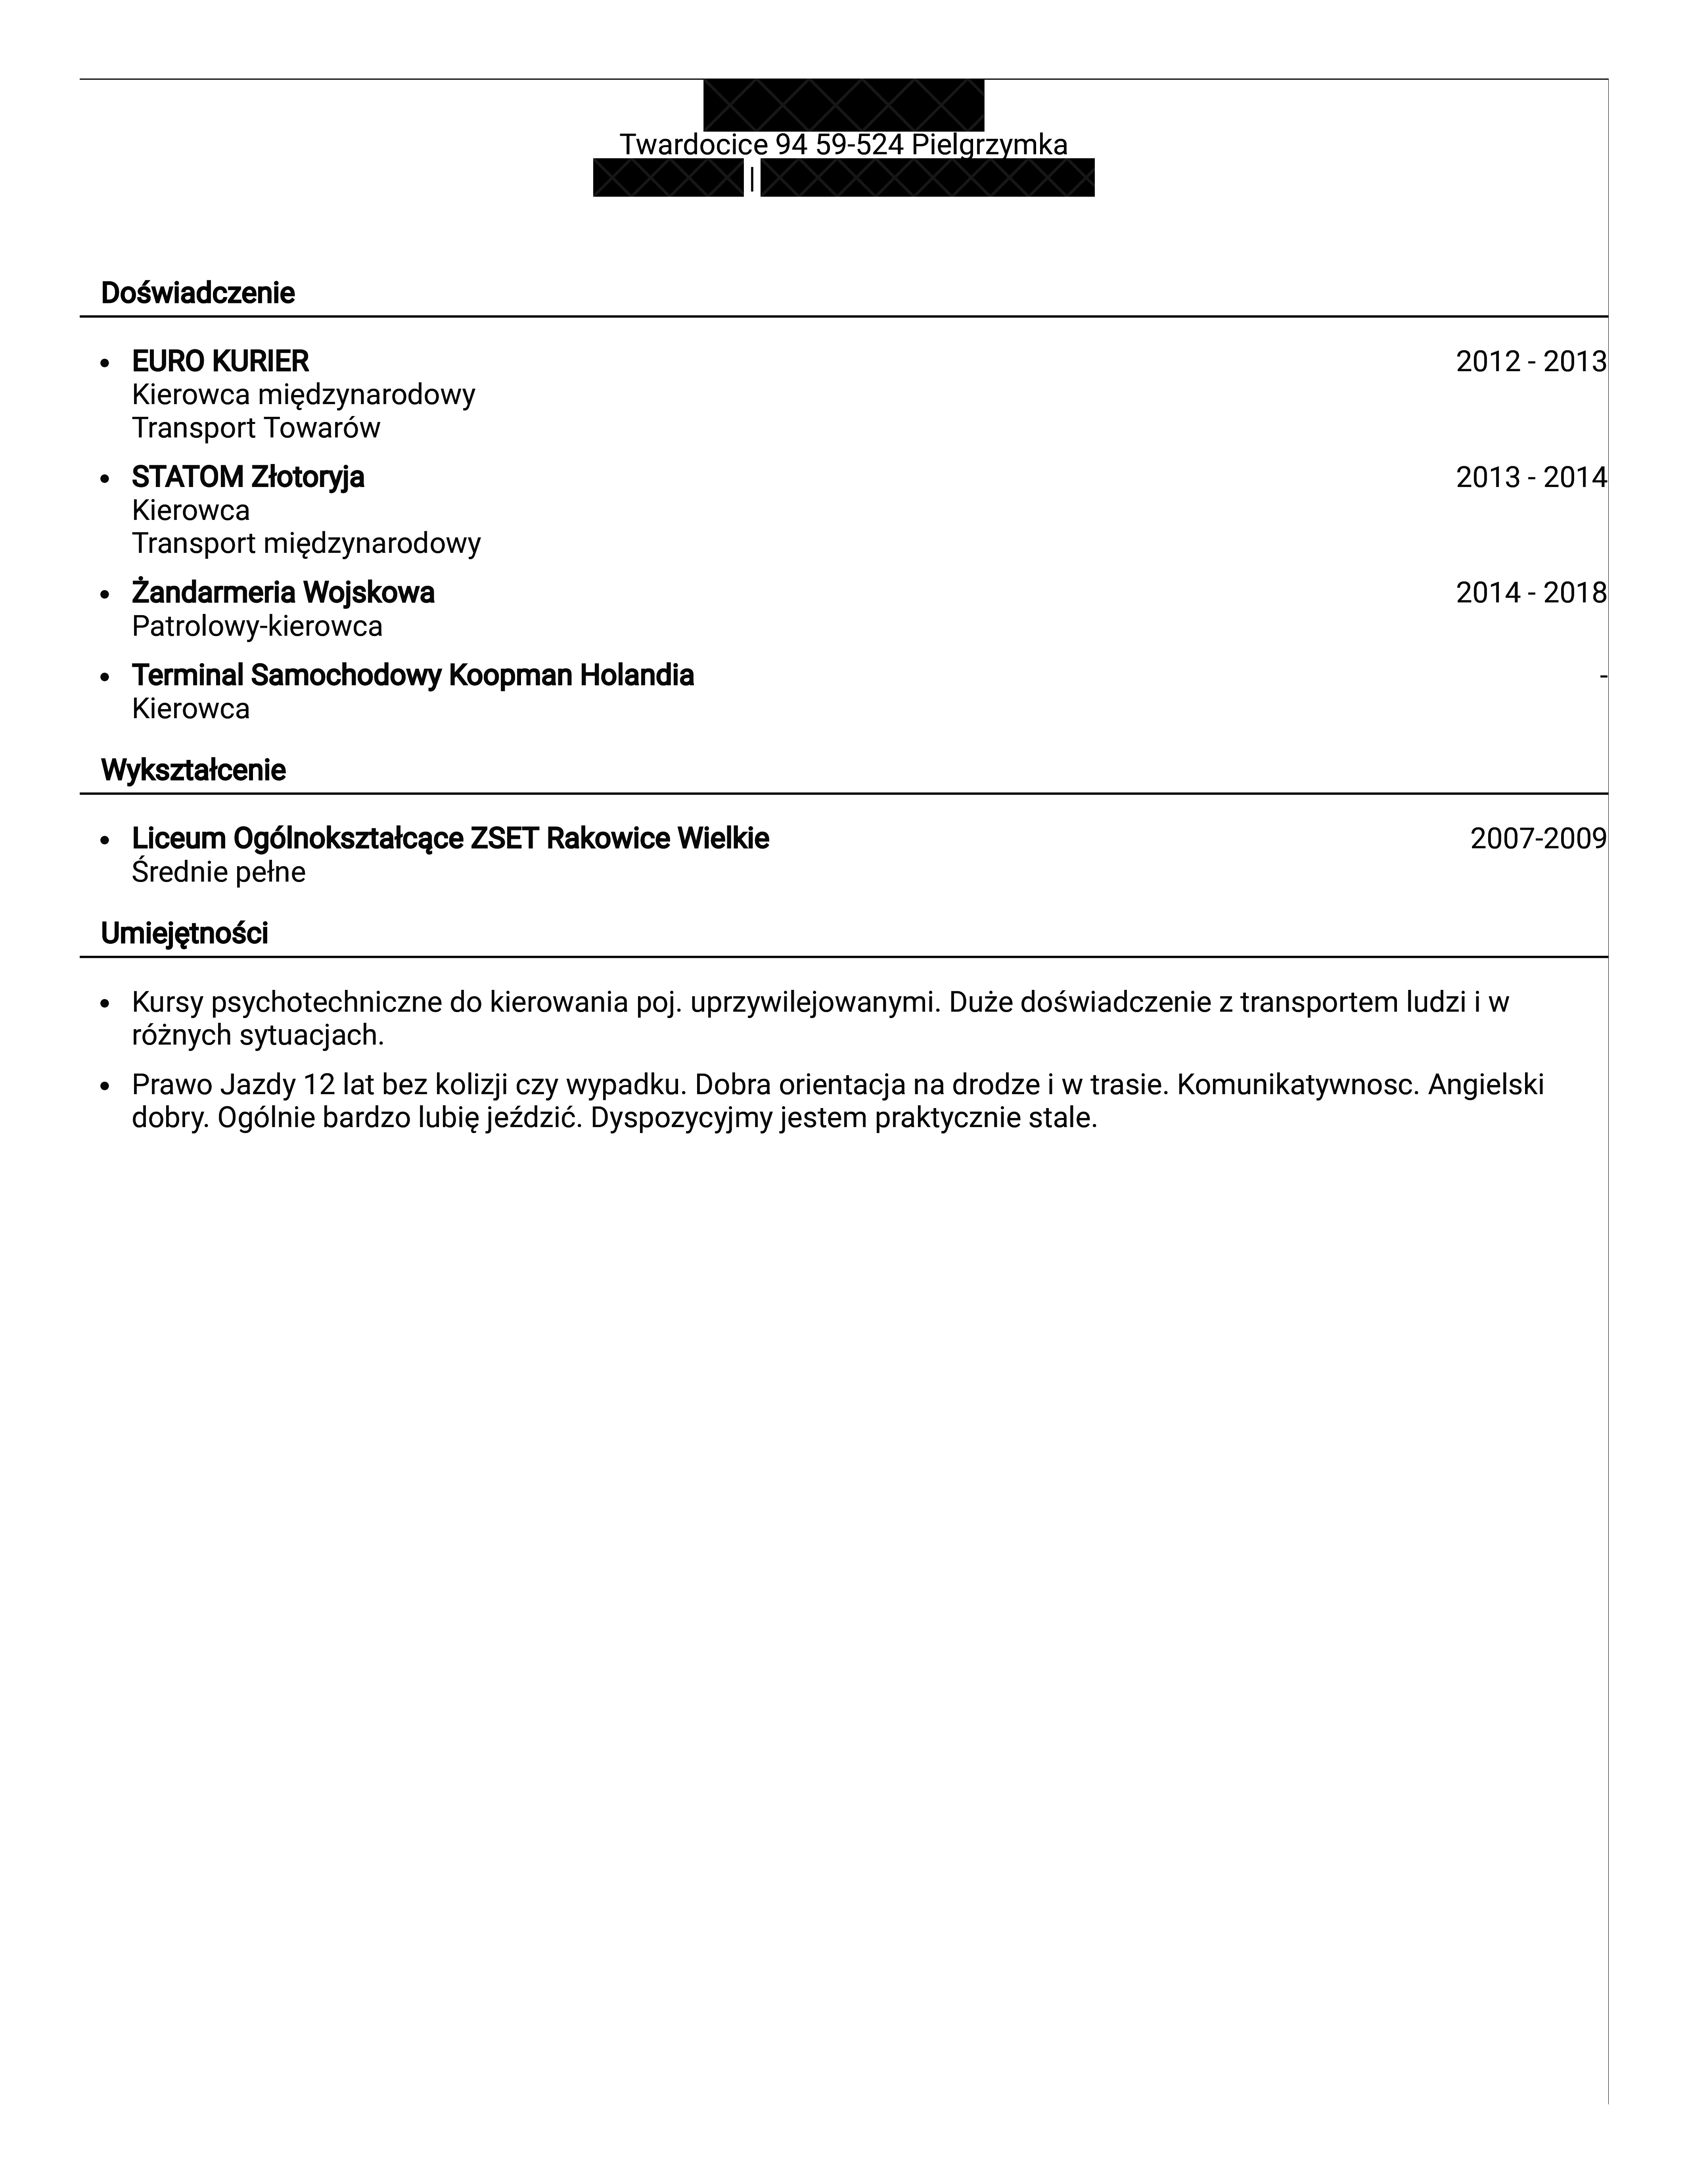 Twardocice 94 59-524 Pielgrzymka
|
Doświadczenie
EURO KURIER 2012 - 2013
Kierowca międzynarodowy
Transport Towarów
STATOM Złotoryja 2013 - 2014
Kierowca
Transport międzynarodowy
Żandarmeria Wojskowa 2014 - 2018
Patrolowy-kierowca
Terminal Samochodowy Koopman Holandia -
Kierowca
Wykształcenie
Liceum Ogólnokształcące ZSET Rakowice Wielkie 2007-2009
Średnie pełne
Umiejętności
Kursy psychotechniczne do kierowania poj. uprzywilejowanymi. Duże doświadczenie z transportem ludzi i w
różnych sytuacjach.
Prawo Jazdy 12 lat bez kolizji czy wypadku. Dobra orientacja na drodze i w trasie. Komunikatywnosc. Angielski
dobry. Ogólnie bardzo lubię jeździć. Dyspozycyjmy jestem praktycznie stale.